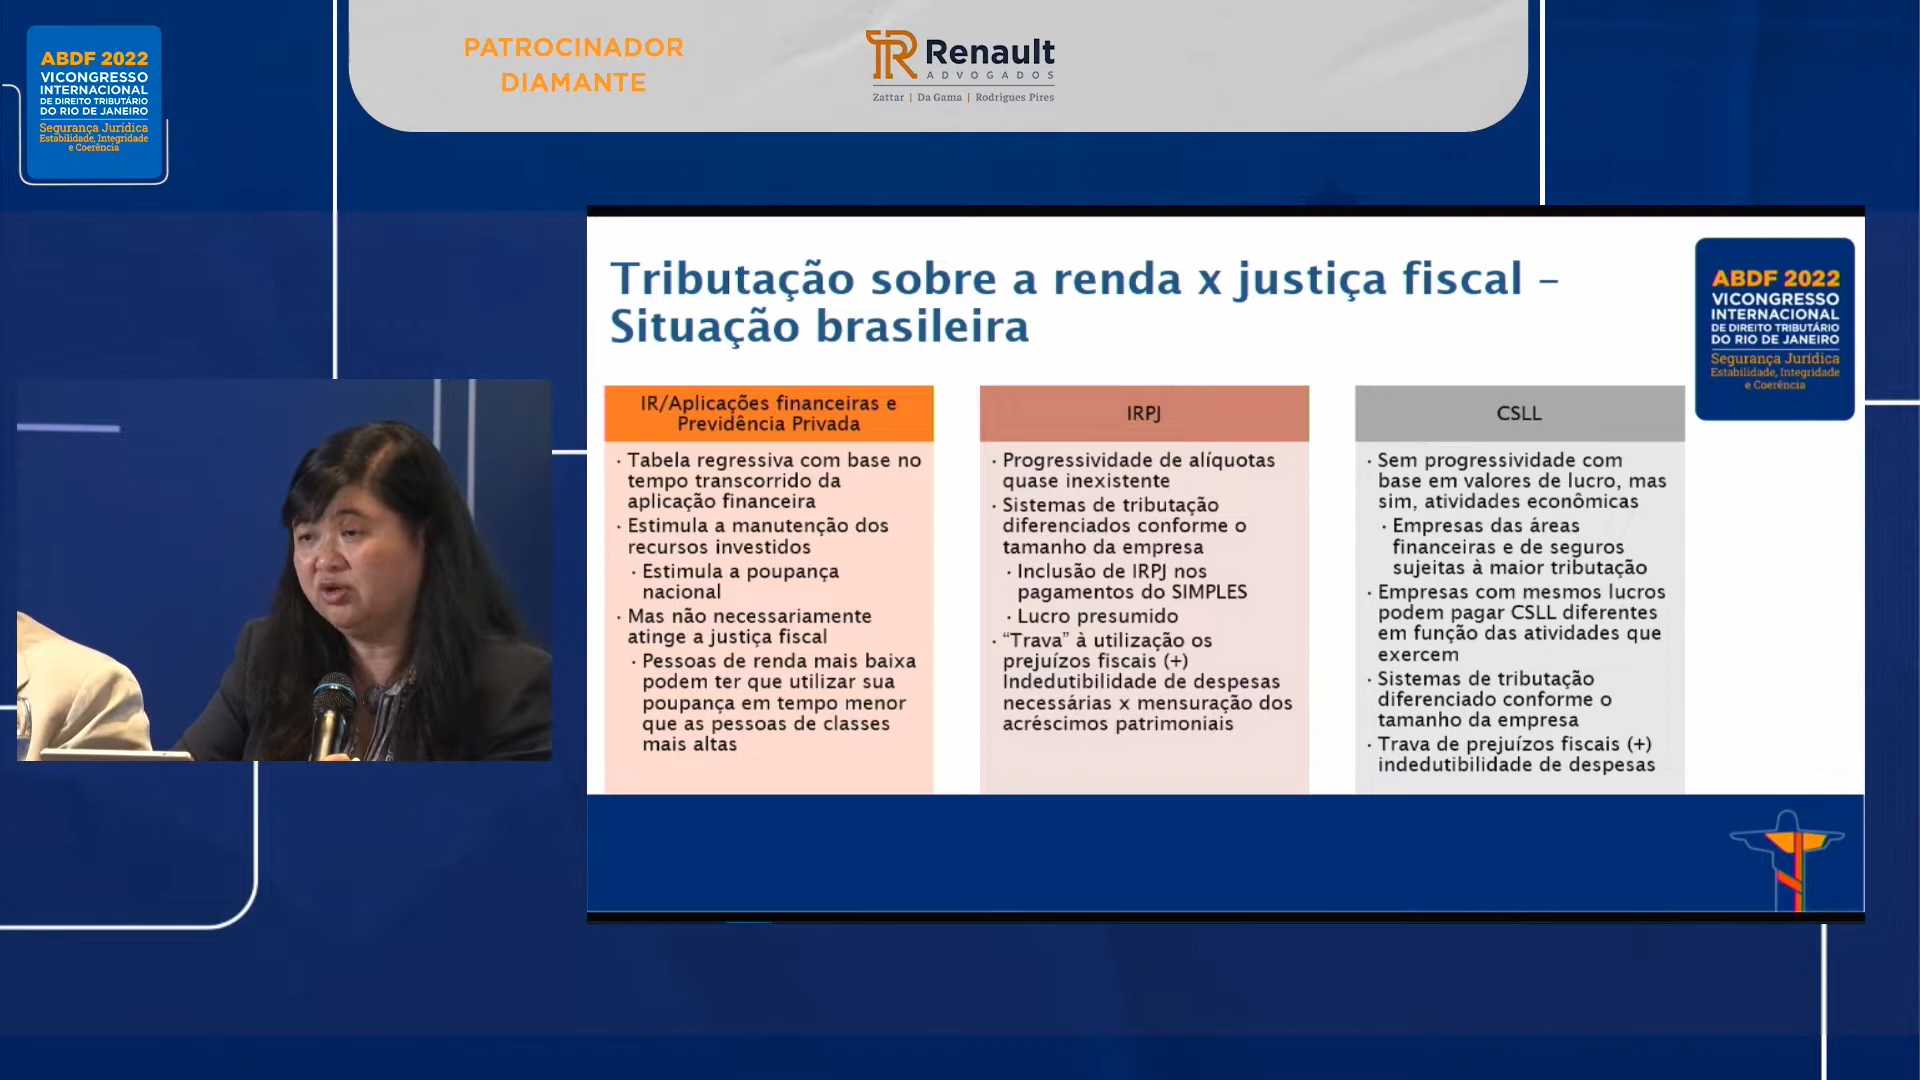 ABDF 2022
VI CONGRESSO
INTERNACIONAL
DE DIREITO TRIBUTÁRIO
DO RIO DE JANEIRO
Segurança Jurídica
Estabilidade, Integridade
e Coerência
PATROCINADOR
DIAMANTE
Renault
ADVOGADOS
Zattar | Da Gama | Rodrigues Pires
Tributação sobre a renda x justiça fiscal –
Situação brasileira
ABDF 2022
VI CONGRESSO
INTERNACIONAL
DE DIREITO TRIBUTÁRIO
DO RIO DE JANEIRO
Segurança Jurídica
Estabilidade, Integridade
e Coerência
IR/Aplicações financeiras e
Previdência Privada
· Tabela regressiva com base no
tempo transcorrido da
aplicação financeira
· Estimula a manutenção dos
recursos investidos
· Estimula a poupança
nacional
· Mas não necessariamente
atinge a justiça fiscal
· Pessoas de renda mais baixa
podem ter que utilizar sua
poupança em tempo menor
que as pessoas de classes
mais altas
IRPJ
· Progressividade de alíquotas
quase inexistente
· Sistemas de tributação
diferenciados conforme o
tamanho da empresa
· Inclusão de IRPJ nos
pagamentos do SIMPLES
· Lucro presumido
· “Trava” à utilização os
prejuízos fiscais (+)
Indedutibilidade de despesas
necessárias x mensuração dos
acréscimos patrimoniais
CSLL
· Sem progressividade com
base em valores de lucro, mas
sim, atividades econômicas
· Empresas das áreas
financeiras e de seguros
sujeitas à maior tributação
· Empresas com mesmos lucros
podem pagar CSLL diferentes
em função das atividades que
exercem
· Sistemas de tributação
diferenciado conforme o
tamanho da empresa
· Trava de prejuízos fiscais (+)
indedutibilidade de despesas